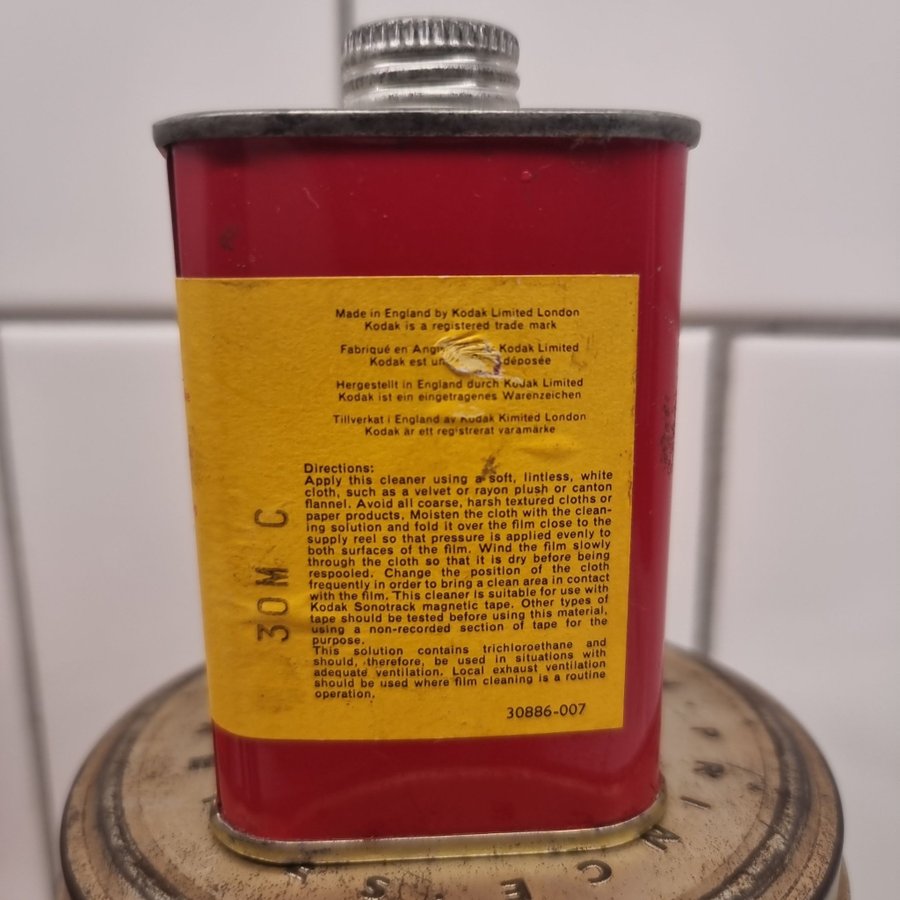 Made in England by Kodak Limited London
Kodak is a registered trade mark
Fabriqué en Kodak Limited
Kodak est déposée
Hergestellt in England durch Kodak Limited
Kodak ist ein eingetragenes Warenzeichen
Tillverkat i England av Kodak Kimited London
Kodak är ett registrerat varamärke
Directions:
Apply this cleaner using a soft, lintless, white
cloth, such as a velvet or rayon plush or canton
flannel. Avoid all coarse, harsh textured cloths or
paper products. Moisten the cloth with the clean-
ing solution and fold it over the film close to the
supply reel so that pressure is applied evenly to
both surfaces of the film. Wind the film slowly
through the cloth so that it is dry before being
respooled. Change the position of the cloth
frequently in order to bring a clean area in contact
with the film. This cleaner is suitable for use with
Kodak Sonotrack magnetic tape. Other types of
tape should be tested before using this material,
using a non-recorded section of tape for the
purpose.
This solution contains trichloroethane and
should, therefore, be used in situations with
adequate ventilation. Local exhaust ventilation
should be used where film cleaning is a routine
operation.
30886-007
30M C
PRINCE